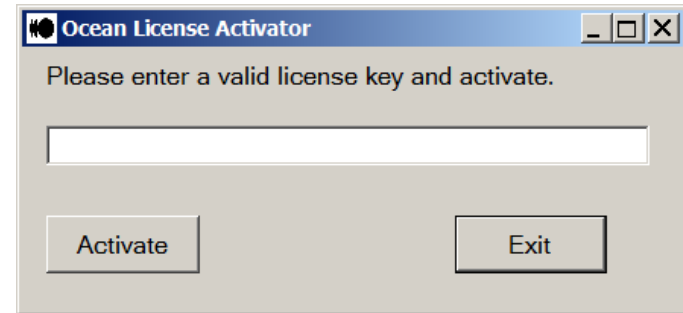 Ocean License Activator
Please enter a valid license key and activate.
Activate Exit